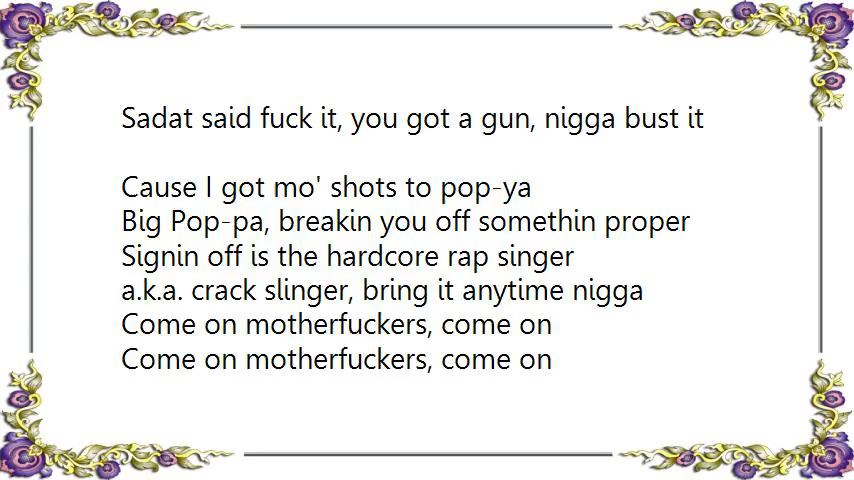 Sadat said fuck it, you got a gun, nigga bust it
Cause I got mo' shots to pop-ya
Big Pop-pa, breakin you off somethin proper
Signin off is the hardcore rap singer
a.k.a. crack slinger, bring it anytime nigga
Come on motherfuckers, come on
Come on motherfuckers, come on